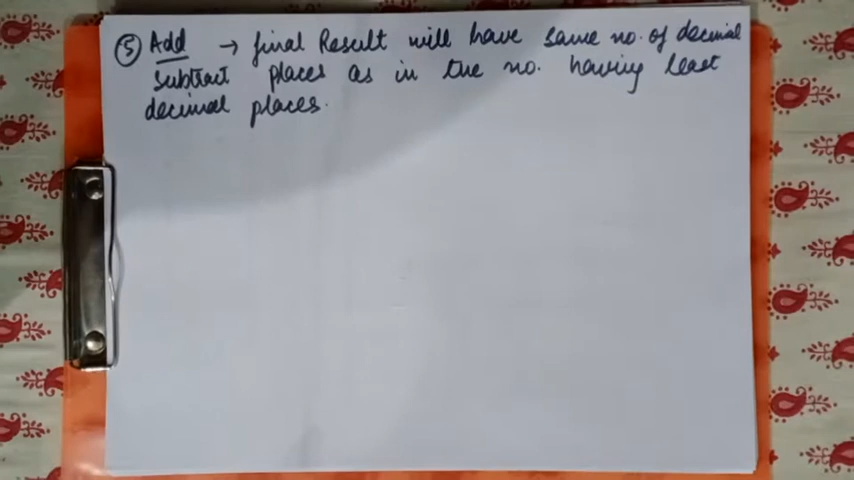 ⑤ Add → final Result will have same no. of decimal
subtract places as in the no. having least
decimal places.